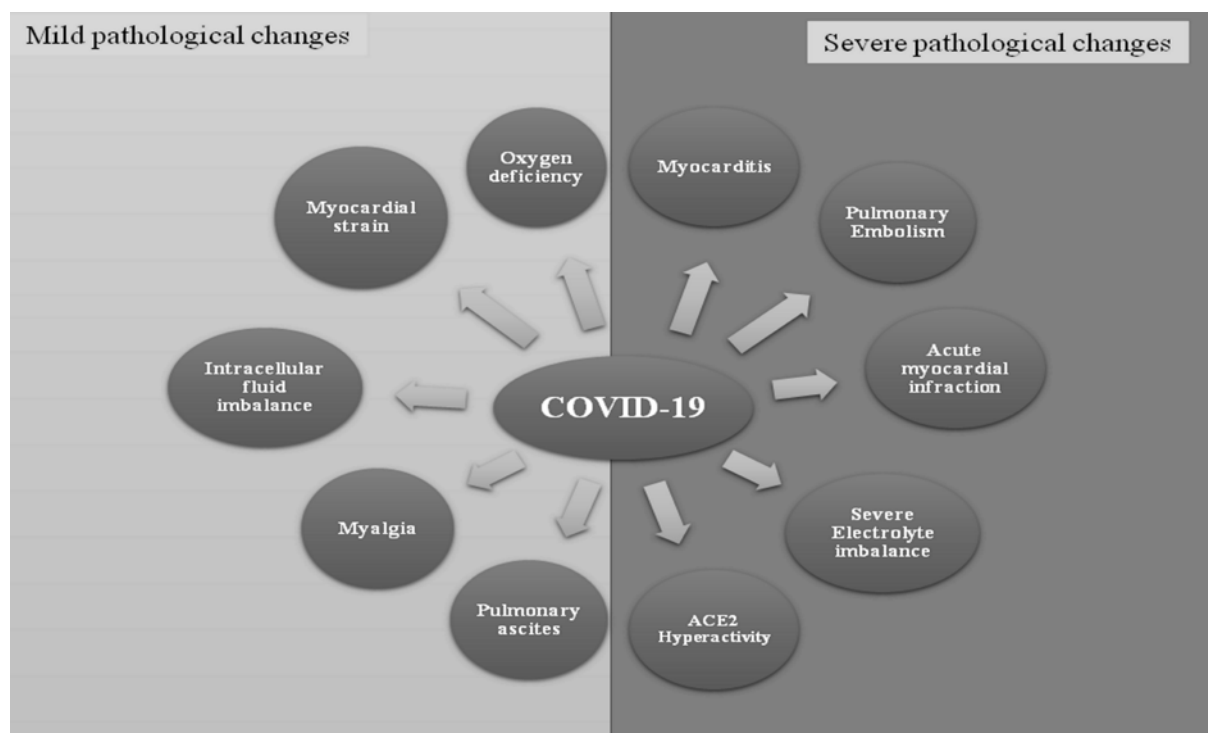 Mild pathological changes
Severe pathological changes
Oxygen
deficiency
Myocarditis
Myocardial
strain
Pulmonary
Embolism
Intracellular
fluid
imbalance
Acute
myocardial
infraction
COVID-19
Myalgia
Severe
Electrolyte
imbalance
Pulmonary
ascites
ACE2
Hyperactivity